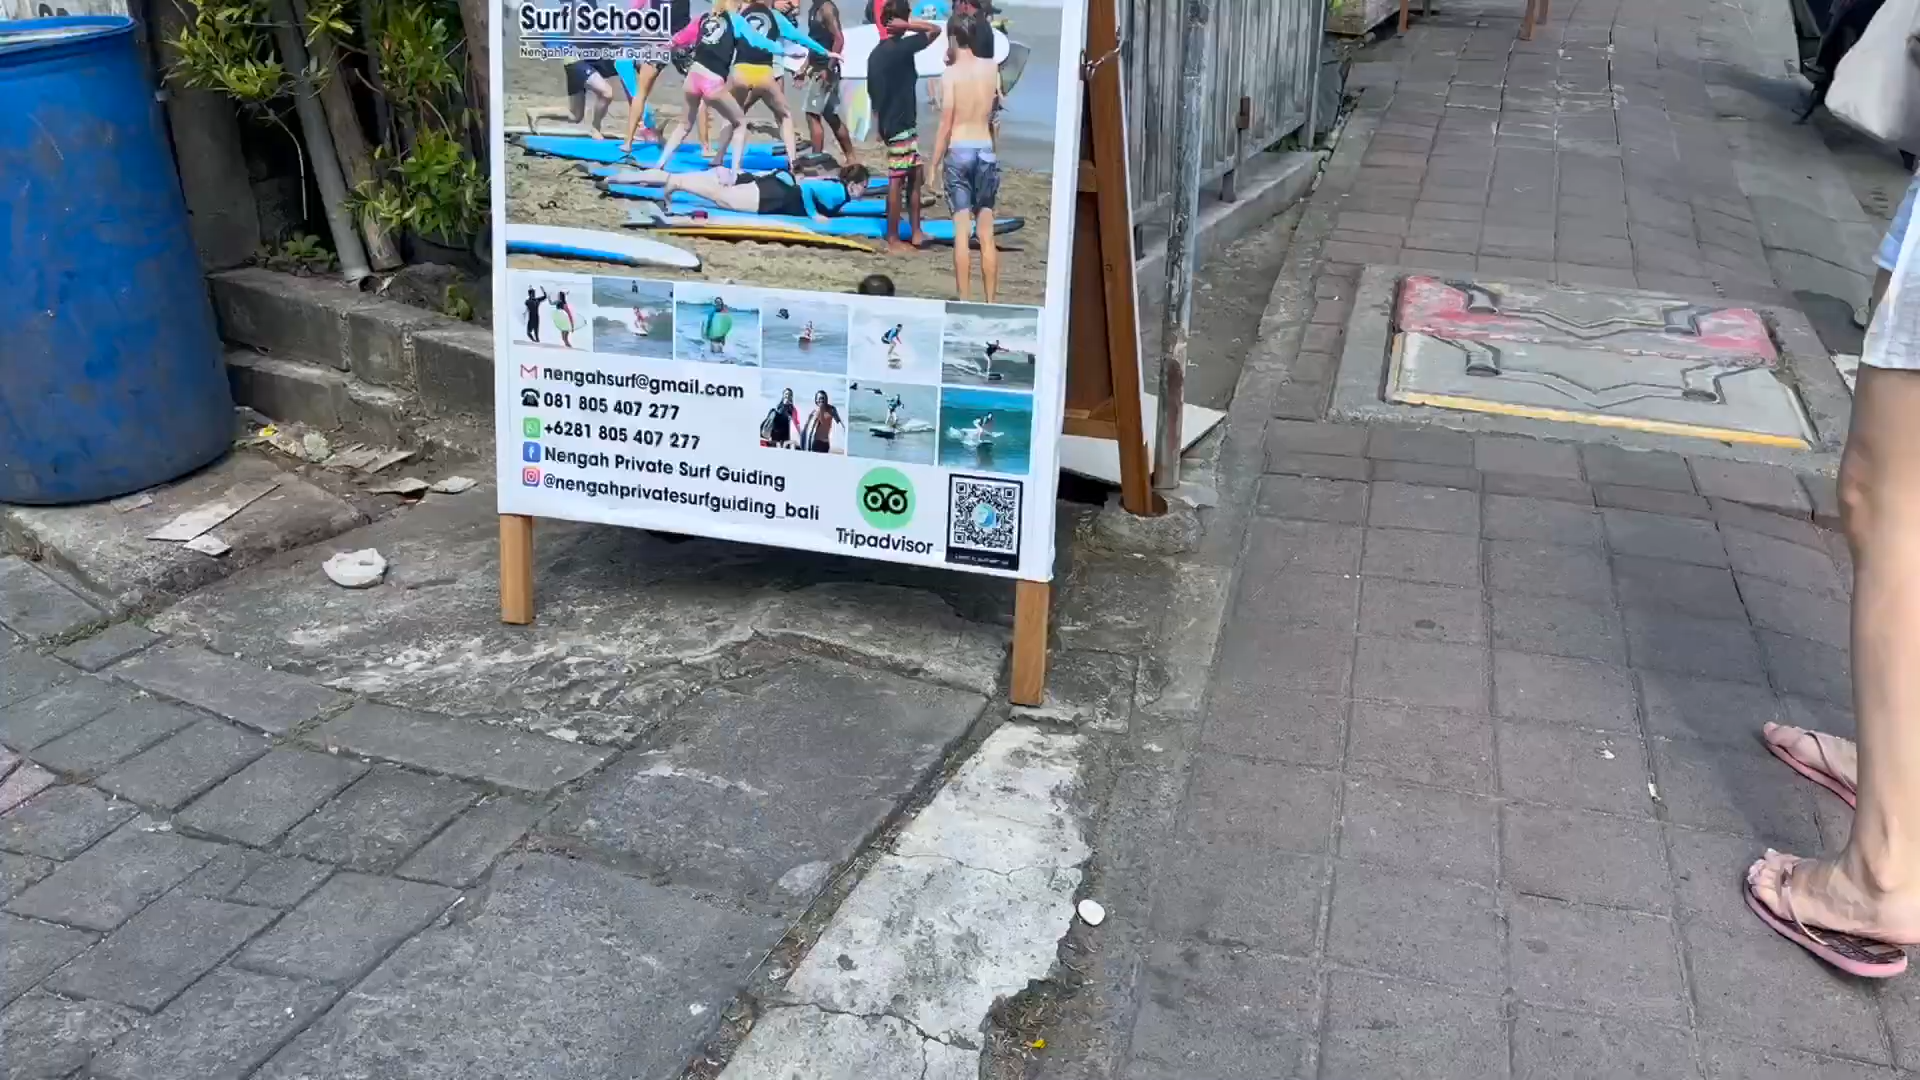 Surf School
Nengah Private Surf Guiding
nengahsurf@gmail.com
081 805 407 277
+6281 805 407 277
Nengah Private Surf Guiding
@nengahprivatesurfguiding_bali
Tripadvisor